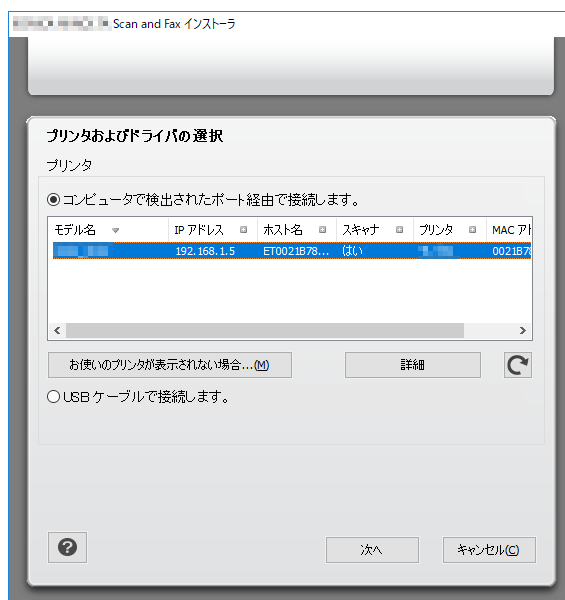 Scan and Fax インストーラ
プリンタおよびドライバの選択
プリンタ
コンピュータで検出されたポート経由で接続します。
モデル名 IP アドレス ホスト名 スキャナ プリンタ MAC アト
192.168.1.5 ET0021B78... はい 0021B78
お使いのプリンタが表示されない場合...(M) 詳細
USB ケーブルで接続します。
次へ キャンセル(C)